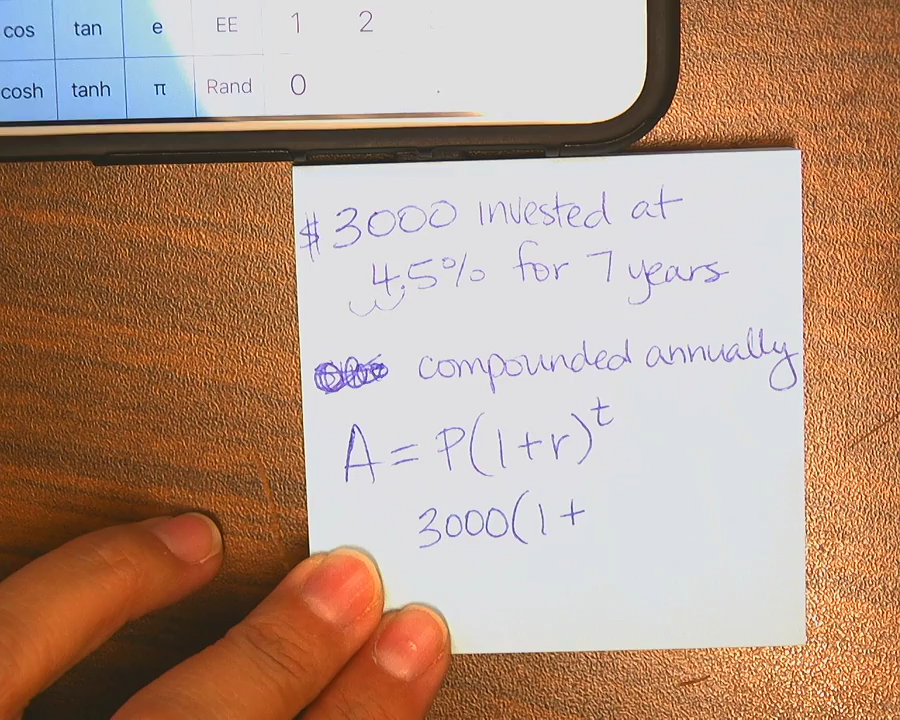 cos tan e EE 1 2
cosh tanh π Rand 0 .
$3000 invested at
4.5% for 7 years
compounded annually
A = P(1+r)^t
3000(1+